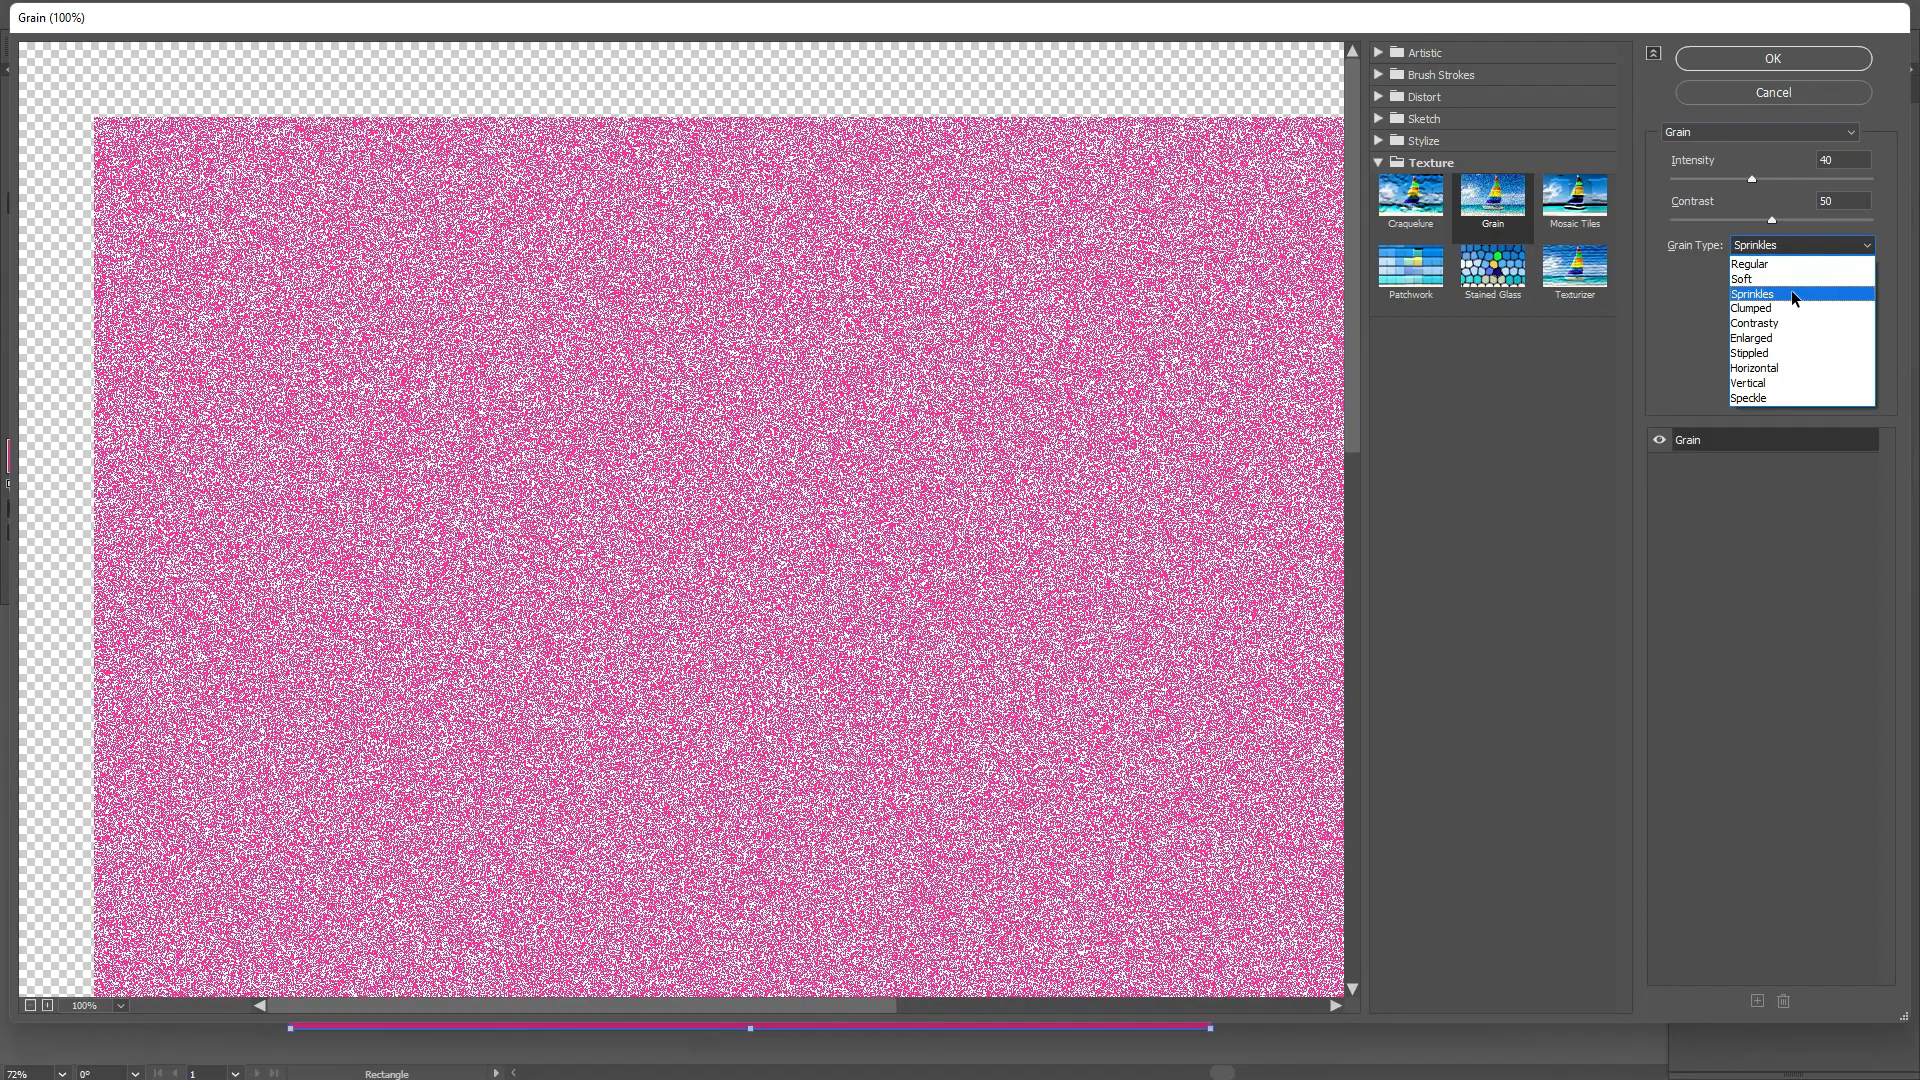 Grain (100%)
Artistic
Brush Strokes
Distort
Sketch
Stylize
Texture
Craquelure
Grain
Mosaic Tiles
Patchwork
Stained Glass
Texturizer
OK
Cancel
Grain
Intensity
40
Contrast
50
Grain Type:
Sprinkles
Regular
Soft
Sprinkles
Clumped
Contrasty
Enlarged
Stippled
Horizontal
Vertical
Speckle
Grain
100%
72%
0°
1
Rectangle